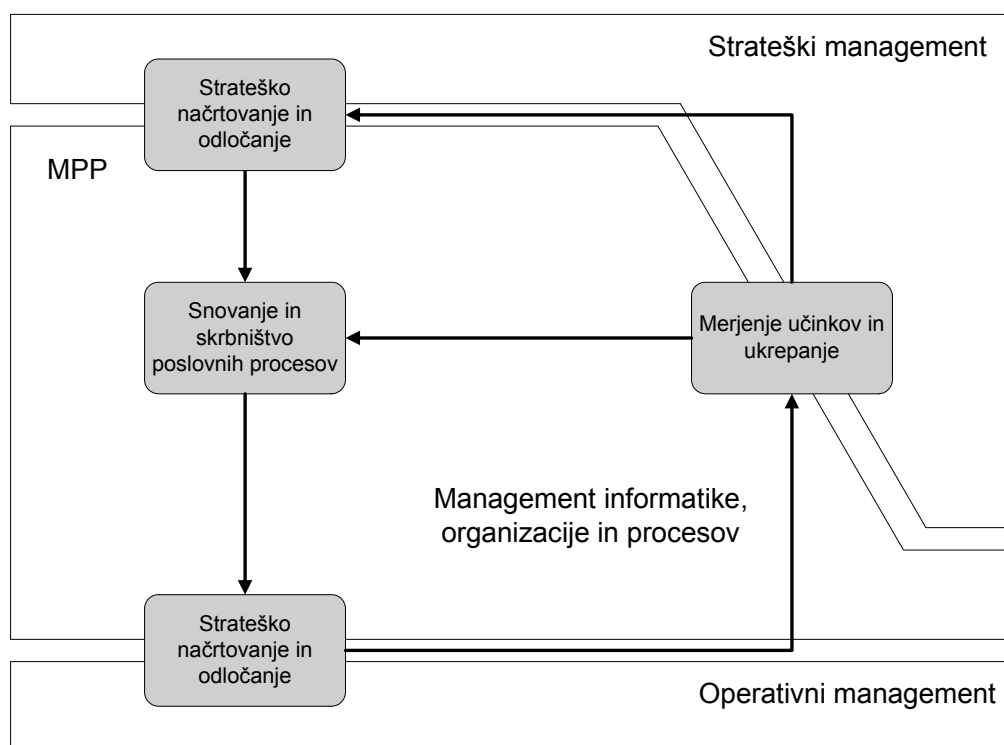 Strateški management
Strateško
načrtovanje in
odločanje
MPP
Snovanje in
skrbništvo
poslovnih procesov
Merjenje učinkov in
ukrepanje
Management informatike,
organizacije in procesov
Strateško
načrtovanje in
odločanje
Operativni management